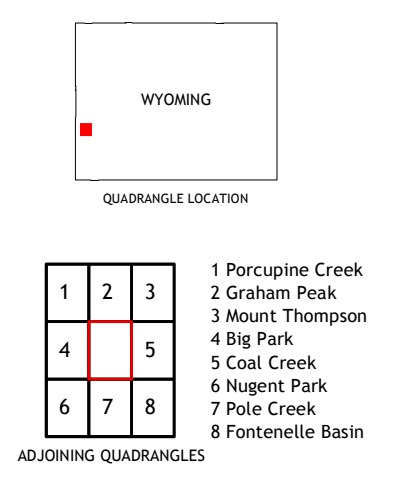 WYOMING
QUADRANGLE LOCATION
1 2 3
4 5
6 7 8
ADJOINING QUADRANGLES
1 Porcupine Creek
2 Graham Peak
3 Mount Thompson
4 Big Park
5 Coal Creek
6 Nugent Park
7 Pole Creek
8 Fontenelle Basin